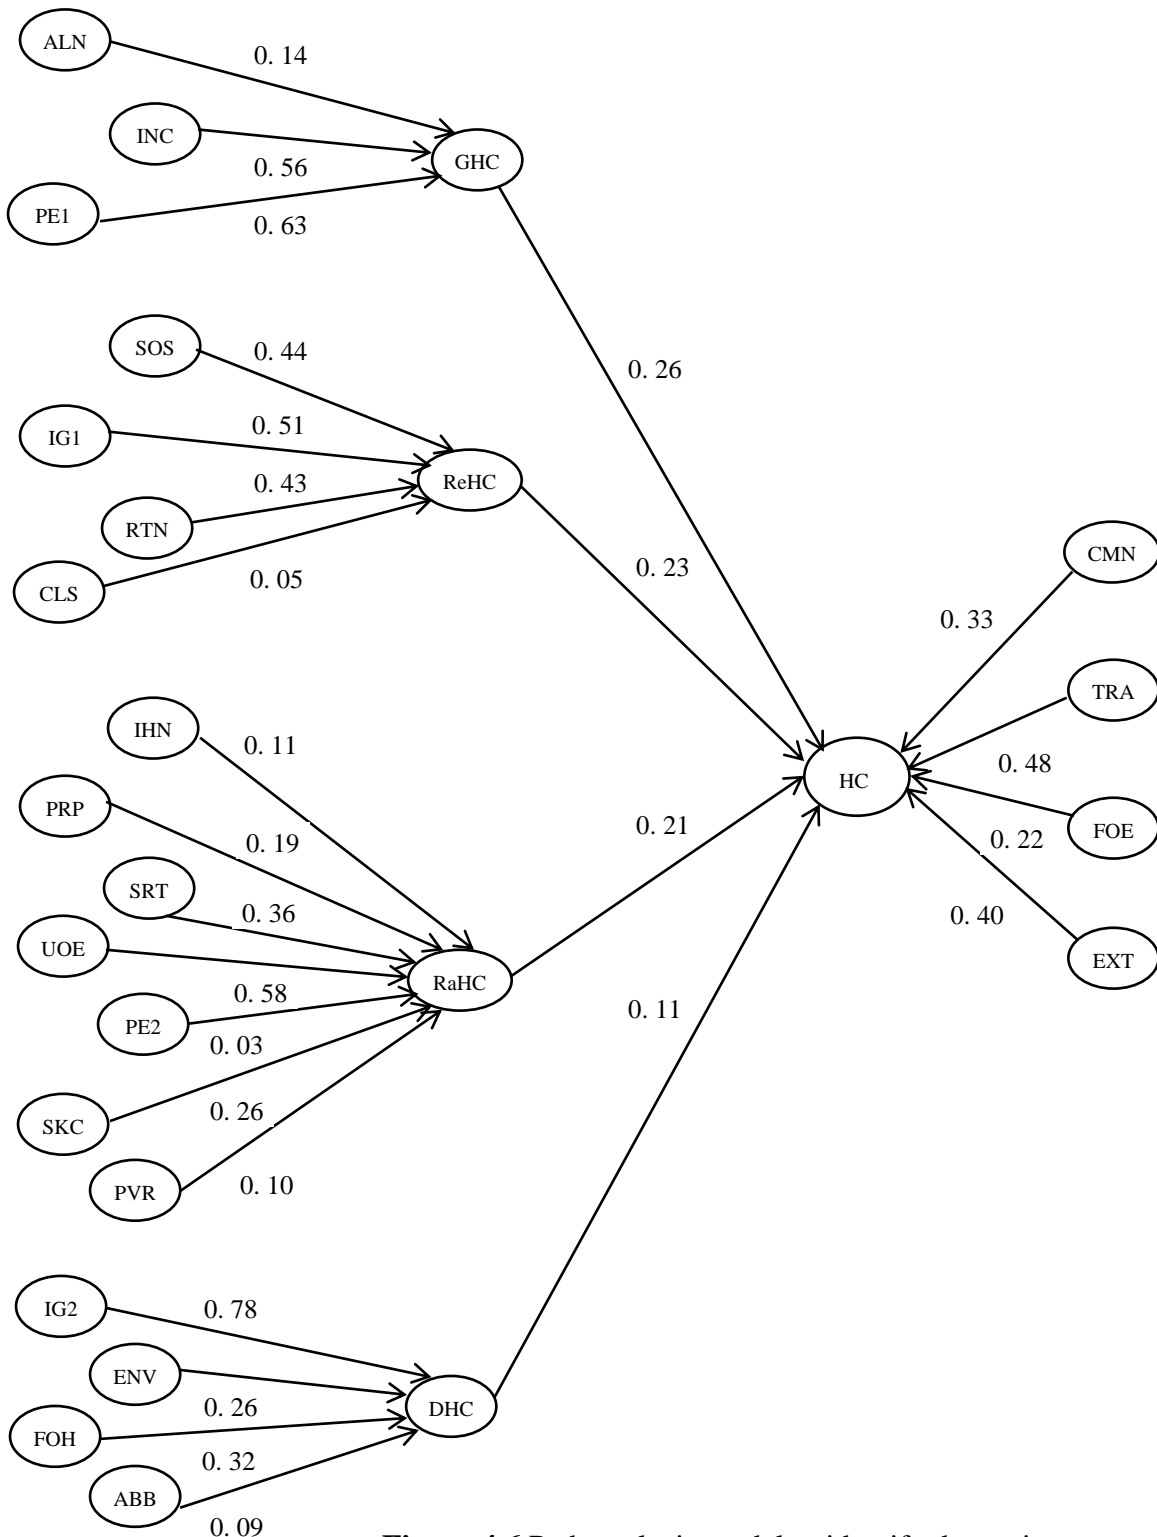 ALN
0. 14
INC
0. 56
GHC
PE1
0. 63
SOS
0. 44
0. 26
IG1
0. 51
ReHC
0. 43
RTN
CLS
0. 05
0. 23
CMN
0. 33
TRA
IHN
0. 11
0. 48
HC
PRP
0. 19
0. 21
FOE
0. 22
SRT
0. 36
0. 40
UOE
EXT
RaHC
0. 58
PE2
0. 03
0. 11
SKC
0. 26
PVR
0. 10
IG2
0. 78
ENV
0. 26
DHC
FOH
0. 32
ABB
0. 09